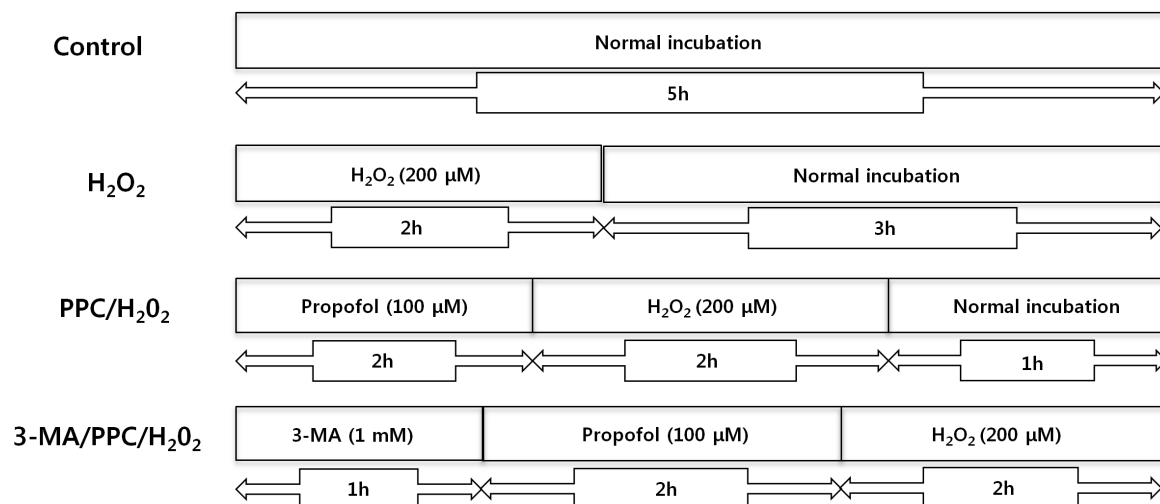 Control
Normal incubation
5h
H₂O₂
H₂O₂ (200 μM)
Normal incubation
2h
3h
PPC/H₂0₂
Propofol (100 μM)
H₂O₂ (200 μM)
Normal incubation
2h
2h
1h
3-MA/PPC/H₂0₂
3-MA (1 mM)
Propofol (100 μM)
H₂O₂ (200 μM)
1h
2h
2h